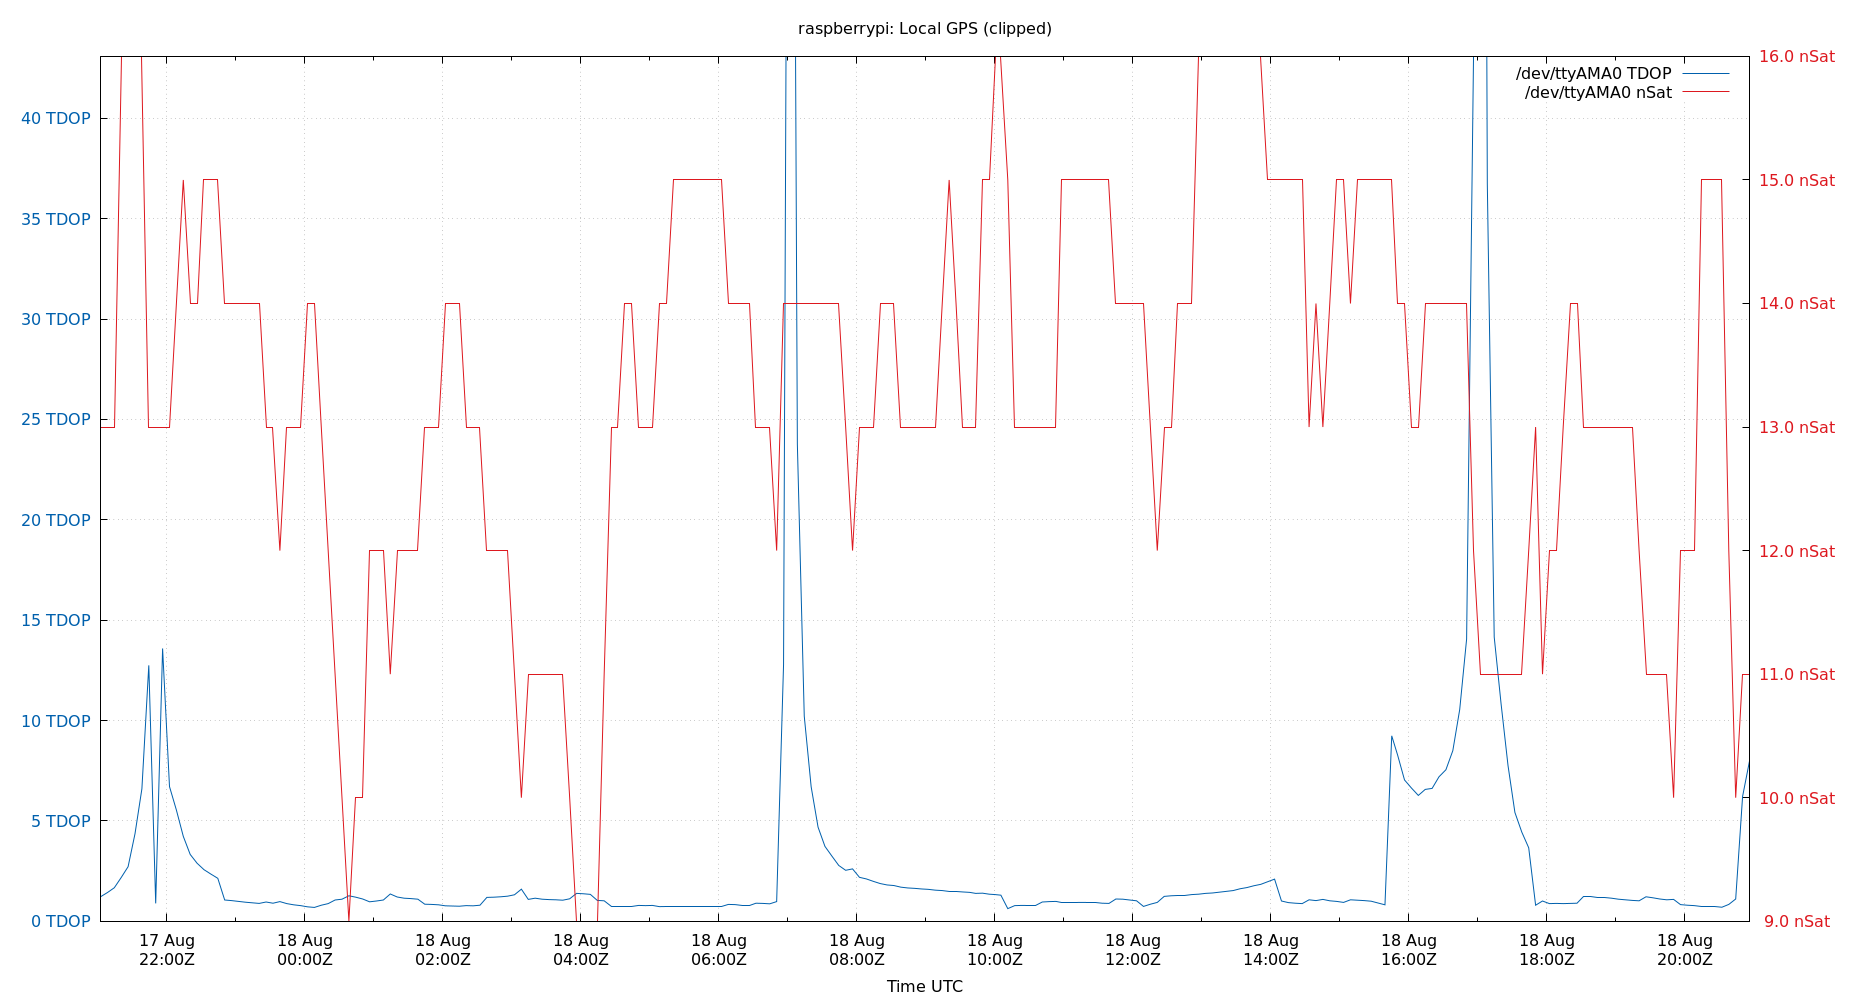 raspberrypi: Local GPS (clipped)
/dev/ttyAMA0 TDOP
/dev/ttyAMA0 nSat
40 TDOP
35 TDOP
30 TDOP
25 TDOP
20 TDOP
15 TDOP
10 TDOP
5 TDOP
0 TDOP
16.0 nSat
15.0 nSat
14.0 nSat
13.0 nSat
12.0 nSat
11.0 nSat
10.0 nSat
9.0 nSat
17 Aug
22:00Z
18 Aug
00:00Z
18 Aug
02:00Z
18 Aug
04:00Z
18 Aug
06:00Z
18 Aug
08:00Z
18 Aug
10:00Z
18 Aug
12:00Z
18 Aug
14:00Z
18 Aug
16:00Z
18 Aug
18:00Z
18 Aug
20:00Z
Time UTC